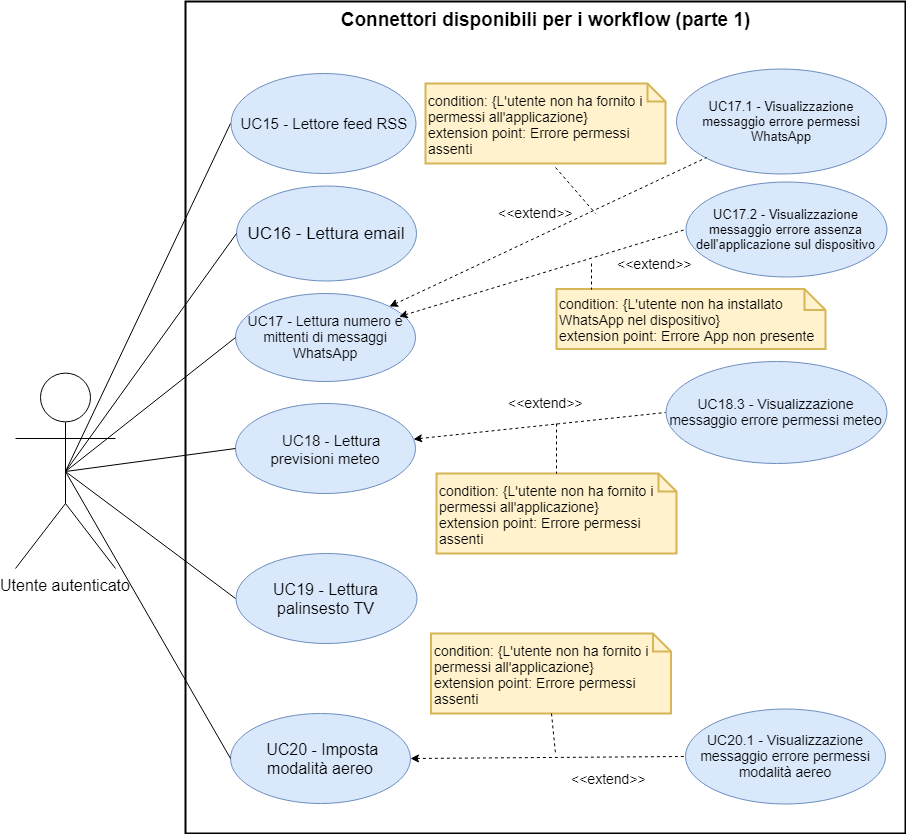 Connettori disponibili per i workflow (parte 1)
UC15 - Lettore feed RSS
condition: {L'utente non ha fornito i
permessi all'applicazione}
extension point: Errore permessi
assenti
UC17.1 - Visualizzazione
messaggio errore permessi
WhatsApp
<<extend>>
UC16 - Lettura email
UC17.2 - Visualizzazione
messaggio errore assenza
dell'applicazione sul dispositivo
<<extend>>
UC17 - Lettura numero e
mittenti di messaggi
WhatsApp
condition: {L'utente non ha installato
WhatsApp nel dispositivo}
extension point: Errore App non presente
<<extend>>
UC18.3 - Visualizzazione
messaggio errore permessi meteo
UC18 - Lettura
previsioni meteo
condition: {L'utente non ha fornito i
permessi all'applicazione}
extension point: Errore permessi
assenti
Utente autenticato
UC19 - Lettura
palinsesto TV
condition: {L'utente non ha fornito i
permessi all'applicazione}
extension point: Errore permessi
assenti
UC20 - Imposta
modalità aereo
UC20.1 - Visualizzazione
messaggio errore permessi
modalità aereo
<<extend>>